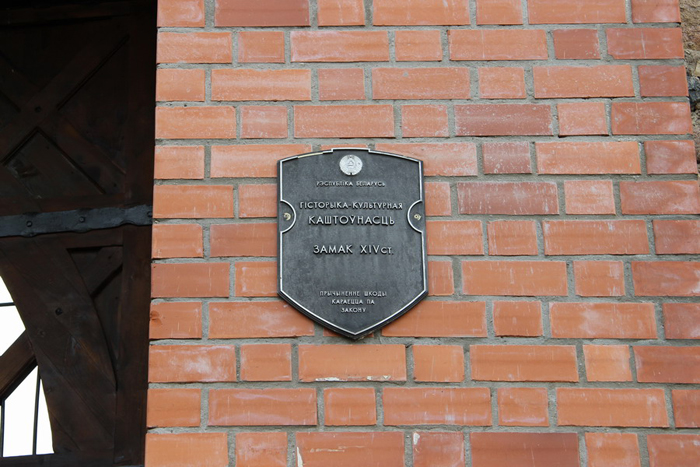 РЭСПУБЛІКА БЕЛАРУСЬ
ГІСТОРЫКА-КУЛЬТУРНАЯ
КАШТОЎНАСЦЬ
ЗАМАК XIV СТ.
ПРЫЧЫНЕННЕ ШКОДЫ
КАРАЕЦЦА ПА
ЗАКОНУ